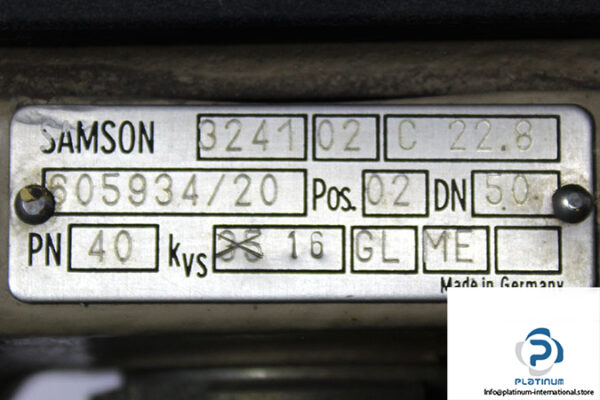 SAMSON 3241 02 C 22.8
605934/20 Pos. 02 DN 50
PN 40 kvs 16 GL ME
Made in Germany
PLATINUM
Info@platinum-international.store